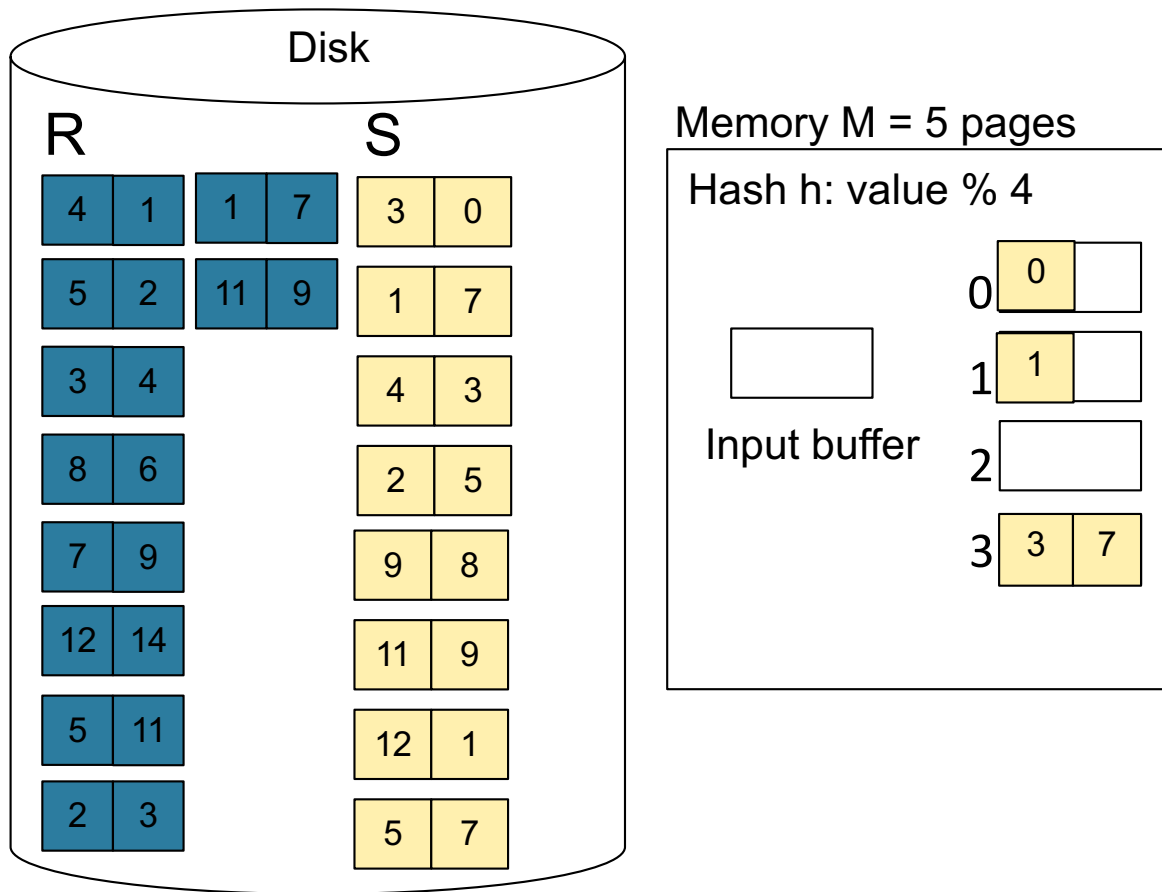 Disk
R S
4 1 1 7 3 0
5 2 11 9 1 7
3 4 4 3
8 6 2 5
7 9 9 8
12 14 11 9
5 11 12 1
2 3 5 7
Memory M = 5 pages
Hash h: value % 4
0 0
1 1
2
3 3 7
Input buffer